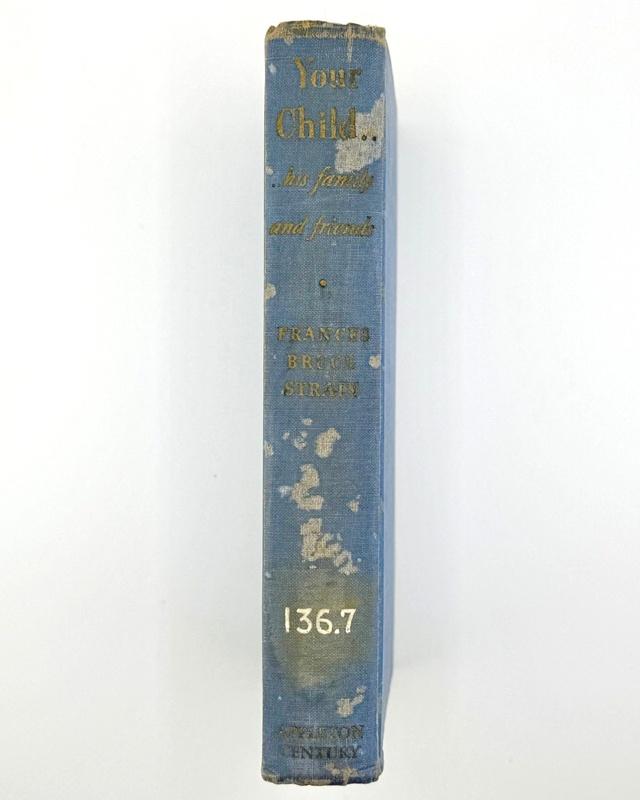 Your
Child..
..his family
and friends
FRANCES
BRUCE
STRAIN
136.7
APPLETON
CENTURY